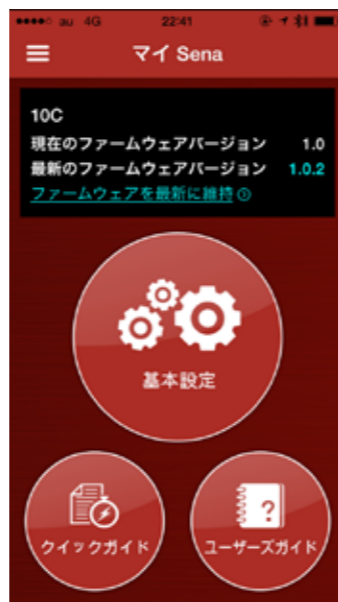 au 4G 22:41
マイ Sena
10C
現在のファームウェアバージョン 1.0
最新のファームウェアバージョン 1.0.2
ファームウェアを最新に維持
基本設定
?
クイックガイド
ユーザーズガイド